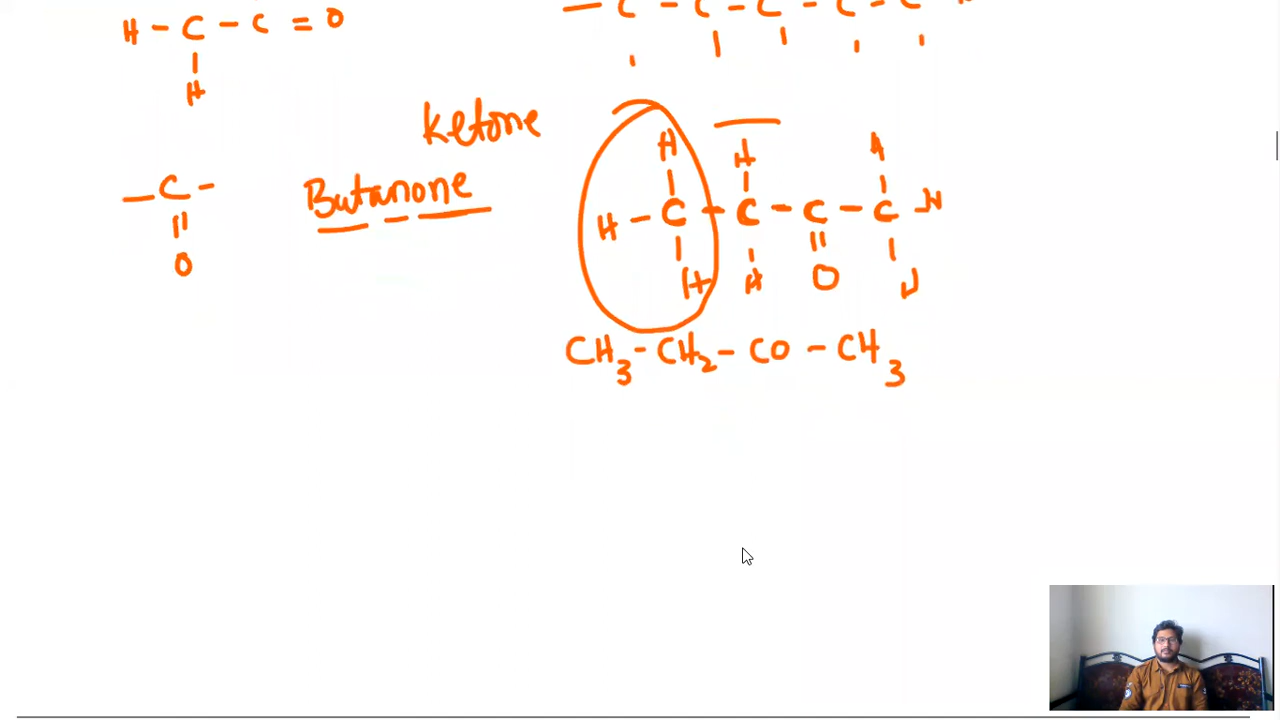 C C C C C
H - C - C = O
H
Ketone
H H H
Butanone
- C -
H - C - C - C - C - H
O
H H O H
CH3 - CH2 - CO - CH3